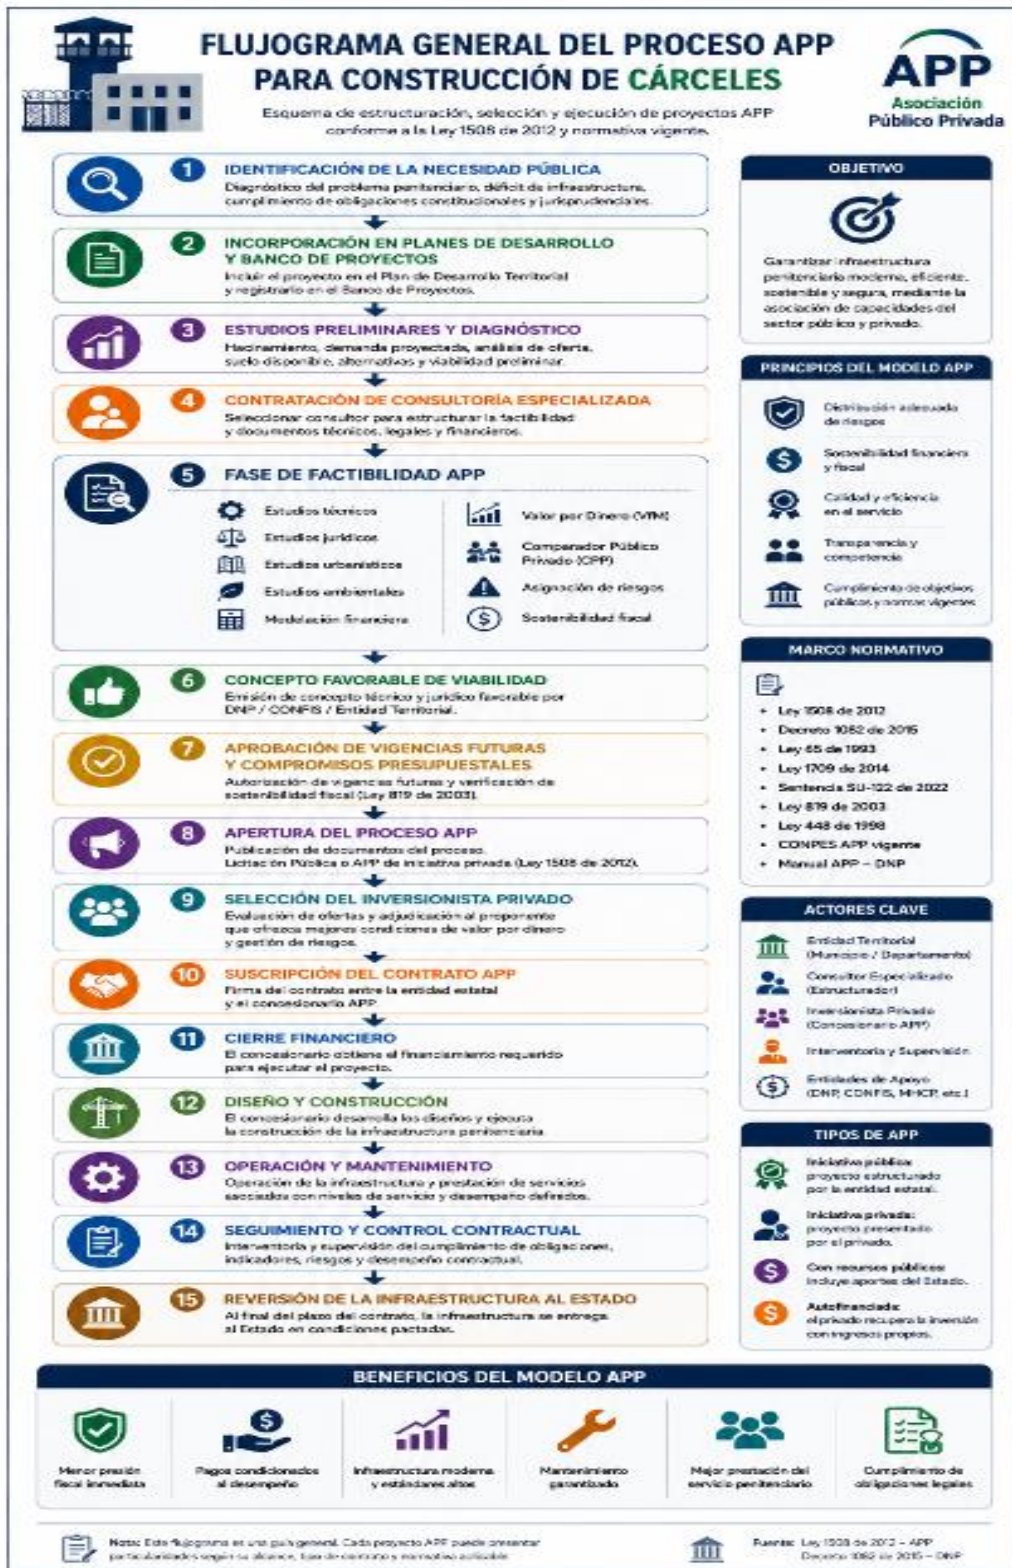 FLUJOGRAMA GENERAL DEL PROCESO APP
PARA CONSTRUCCIÓN DE CÁRCELES
Esquema de estructuración, selección y ejecución de proyectos APP
conforme a la Ley 1508 de 2012 y normativa vigente.
APP
Asociación
Público Privada
1 IDENTIFICACIÓN DE LA NECESIDAD PÚBLICA
Diagnóstico del problema penitenciario, déficit de infraestructura,
cumplimiento de obligaciones constitucionales y jurisprudenciales.
2 INCORPORACIÓN EN PLANES DE DESARROLLO
Y BANCO DE PROYECTOS
Incluir el proyecto en el Plan de Desarrollo Territorial
y registrarlo en el Banco de Proyectos.
3 ESTUDIOS PRELIMINARES Y DIAGNÓSTICO
Hacinamiento, demanda proyectada, análisis de oferta,
suelo disponible, alternativas y viabilidad preliminar.
4 CONTRATACIÓN DE CONSULTORÍA ESPECIALIZADA
Seleccionar consultor para estructurar la factibilidad
y documentos técnicos, legales y financieros.
5 FASE DE FACTIBILIDAD APP
Estudios técnicos
Estudios jurídicos
Estudios urbanísticos
Estudios ambientales
Modelación financiera
Valor por Dinero (VfM)
Comparador Público
Privado (CPP)
Asignación de riesgos
Sostenibilidad fiscal
6 CONCEPTO FAVORABLE DE VIABILIDAD
Emisión de concepto técnico y jurídico favorable por
DNP / CONFIS / Entidad Territorial.
7 APROBACIÓN DE VIGENCIAS FUTURAS
Y COMPROMISOS PRESUPUESTALES
Autorización de vigencias futuras y verificación de
sostenibilidad fiscal (Ley 819 de 2003).
8 APERTURA DEL PROCESO APP
Publicación de documentos del proceso.
Licitación Pública o APP de iniciativa privada (Ley 1508 de 2012).
9 SELECCIÓN DEL INVERSIONISTA PRIVADO
Evaluación de ofertas y adjudicación al proponente
que ofrezca mejores condiciones de valor por dinero
y gestión de riesgos.
10 SUSCRIPCIÓN DEL CONTRATO APP
Firma del contrato entre la entidad estatal
y el concesionario APP.
11 CIERRE FINANCIERO
El concesionario obtiene el financiamiento requerido
para ejecutar el proyecto.
12 DISEÑO Y CONSTRUCCIÓN
El concesionario desarrolla los diseños y ejecuta
la construcción de la infraestructura penitenciaria.
13 OPERACIÓN Y MANTENIMIENTO
Operación de la infraestructura y prestación de servicios
asociados con niveles de servicio y desempeño definidos.
14 SEGUIMIENTO Y CONTROL CONTRACTUAL
Interventoría y supervisión del cumplimiento de obligaciones,
indicadores, riesgos y desempeño contractual.
15 REVERSIÓN DE LA INFRAESTRUCTURA AL ESTADO
Al final del plazo del contrato, la infraestructura se entrega
al Estado en condiciones pactadas.
OBJETIVO
Garantizar infraestructura
penitenciaria moderna, eficiente,
sostenible y segura, mediante la
asociación de capacidades del
sector público y privado.
PRINCIPIOS DEL MODELO APP
Distribución adecuada
de riesgos
Sostenibilidad financiera
y fiscal
Calidad y eficiencia
en el servicio
Transparencia y
competencia
Cumplimiento de objetivos
públicos y normas vigentes
MARCO NORMATIVO
• Ley 1508 de 2012
• Decreto 1082 de 2015
• Ley 65 de 1993
• Ley 1709 de 2014
• Sentencia SU-122 de 2022
• Ley 819 de 2003
• Ley 448 de 1998
• CONPES APP vigente
• Manual APP – DNP
ACTORES CLAVE
Entidad Territorial
(Municipio / Departamento)
Consultor Especializado
(Estructurador)
Inversionista Privado
(Concesionario APP)
Interventoría y Supervisión
Entidades de Apoyo
(DNP, CONFIS, MHCP, etc.)
TIPOS DE APP
Iniciativa pública:
proyecto estructurado
por la entidad estatal.
Iniciativa privada:
proyecto presentado
por el privado.
Con recursos públicos:
incluye aportes del Estado.
Autofinanciada:
el privado recupera la inversión
con ingresos propios.
BENEFICIOS DEL MODELO APP
Menor presión
fiscal inmediata
Pagos condicionados
al desempeño
Infraestructura moderna
y estándares altos
Mantenimiento
garantizado
Mejor prestación del
servicio penitenciario
Cumplimiento de
obligaciones legales
Nota: Este flujograma es una guía general. Cada proyecto APP puede presentar
particularidades según su alcance, tipo de contrato y normativa aplicable
Fuente: Ley 1508 de 2012 – APP
Decreto 1082 de 2015 – DNP